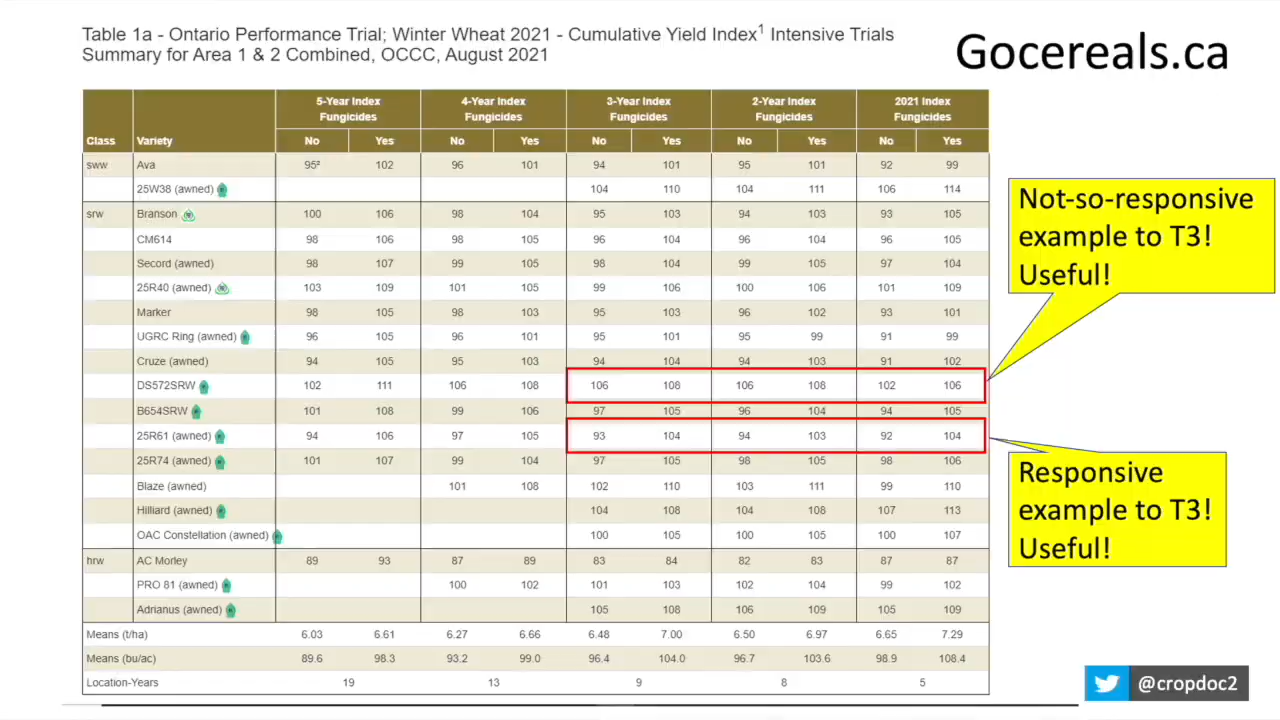 Table 1a - Ontario Performance Trial; Winter Wheat 2021 - Cumulative Yield Index1 Intensive Trials
Summary for Area 1 & 2 Combined, OCCC, August 2021
Gocereals.ca
Class Variety 5-Year Index Fungicides 4-Year Index Fungicides 3-Year Index Fungicides 2-Year Index Fungicides 2021 Index Fungicides
No Yes No Yes No Yes No Yes No Yes
sww Ava 95² 102 96 101 94 101 95 101 92 99
25W38 (awned) 104 110 104 111 106 114
srw Branson 100 106 98 104 95 103 94 103 93 105
CM614 98 106 98 105 96 104 96 104 96 105
Secord (awned) 98 107 99 105 98 104 99 105 97 104
25R40 (awned) 103 109 101 105 99 106 100 106 101 109
Marker 98 105 98 103 95 103 96 102 93 101
UGRC Ring (awned) 96 105 96 101 95 101 95 99 91 99
Cruze (awned) 94 105 95 103 94 104 94 103 91 102
DS572SRW 102 111 106 108 106 108 106 108 102 106
B654SRW 101 108 99 106 97 105 96 104 94 105
25R61 (awned) 94 106 97 105 93 104 94 103 92 104
25R74 (awned) 101 107 99 104 97 105 98 105 98 106
Blaze (awned) 101 108 102 110 103 111 99 110
Hilliard (awned) 104 108 104 108 107 113
OAC Constellation (awned) 100 105 100 105 100 107
hrw AC Morley 89 93 87 89 83 84 82 83 87 87
PRO 81 (awned) 100 102 101 103 102 104 99 102
Adrianus (awned) 105 108 106 109 105 109
Means (t/ha) 6.03 6.61 6.27 6.66 6.48 7.00 6.50 6.97 6.65 7.29
Means (bu/ac) 89.6 98.3 93.2 99.0 96.4 104.0 96.7 103.6 98.9 108.4
Location-Years 19 13 9 8 5
Not-so-responsive
example to T3!
Useful!
Responsive
example to T3!
Useful!
@cropdoc2